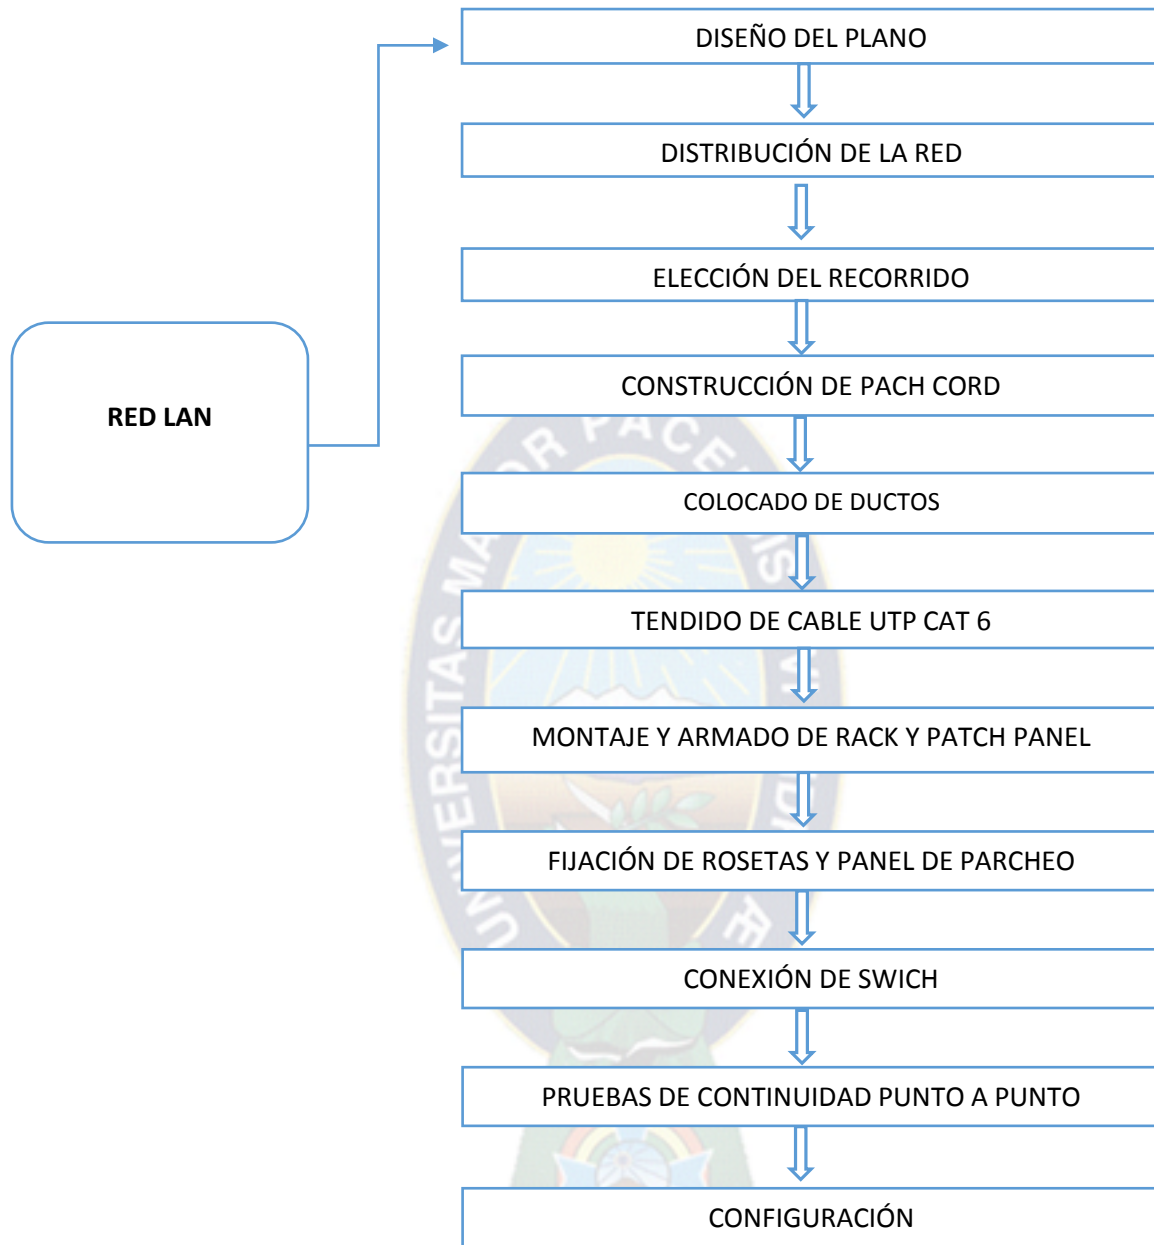 DISEÑO DEL PLANO
DISTRIBUCIÓN DE LA RED
ELECCIÓN DEL RECORRIDO
RED LAN
CONSTRUCCIÓN DE PACH CORD
COLOCADO DE DUCTOS
TENDIDO DE CABLE UTP CAT 6
MONTAJE Y ARMADO DE RACK Y PATCH PANEL
FIJACIÓN DE ROSETAS Y PANEL DE PARCHEO
CONEXIÓN DE SWICH
PRUEBAS DE CONTINUIDAD PUNTO A PUNTO
CONFIGURACIÓN